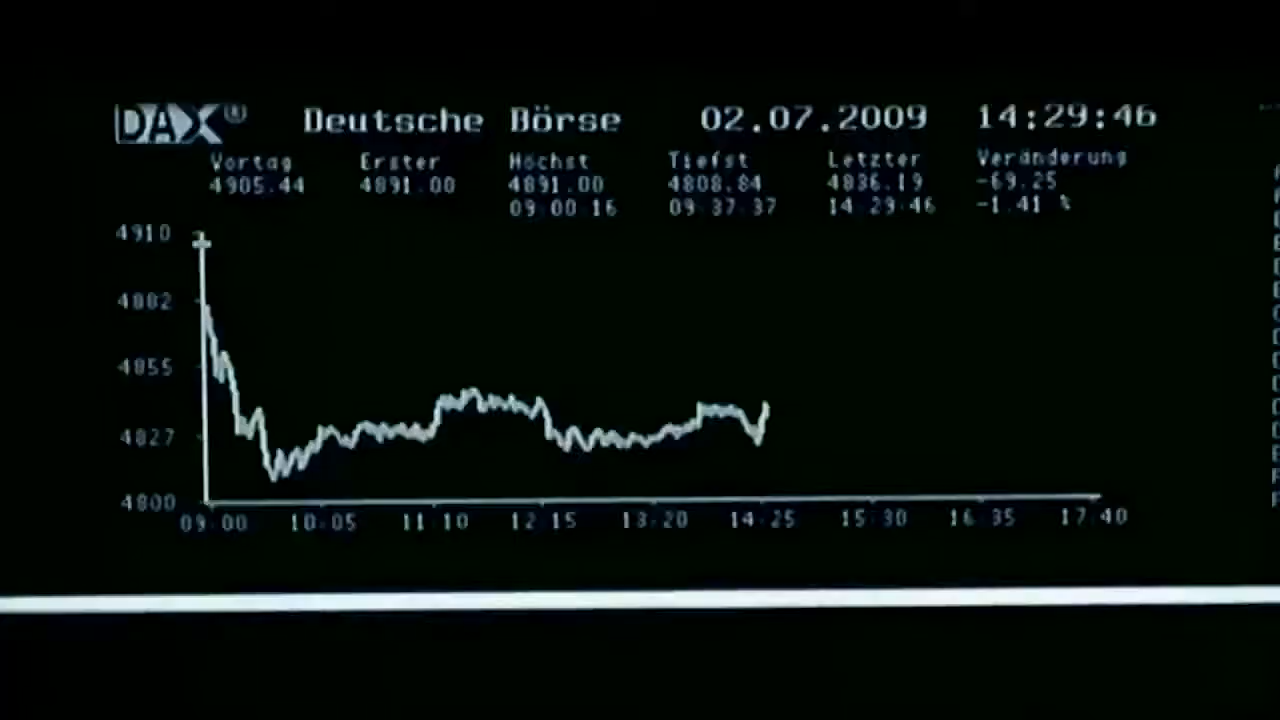 DAX® Deutsche Börse 02.07.2009 14:29:46
Vortag Erster Höchst Tiefst Letzter Veränderung
4905.44 4891.00 4891.00 4808.84 4836.19 -69.25
09:00:16 09:37:37 14:29:46 -1.41 %
4910
4882
4855
4827
4800
09:00 10:05 11:10 12:15 13:20 14:25 15:30 16:35 17:40